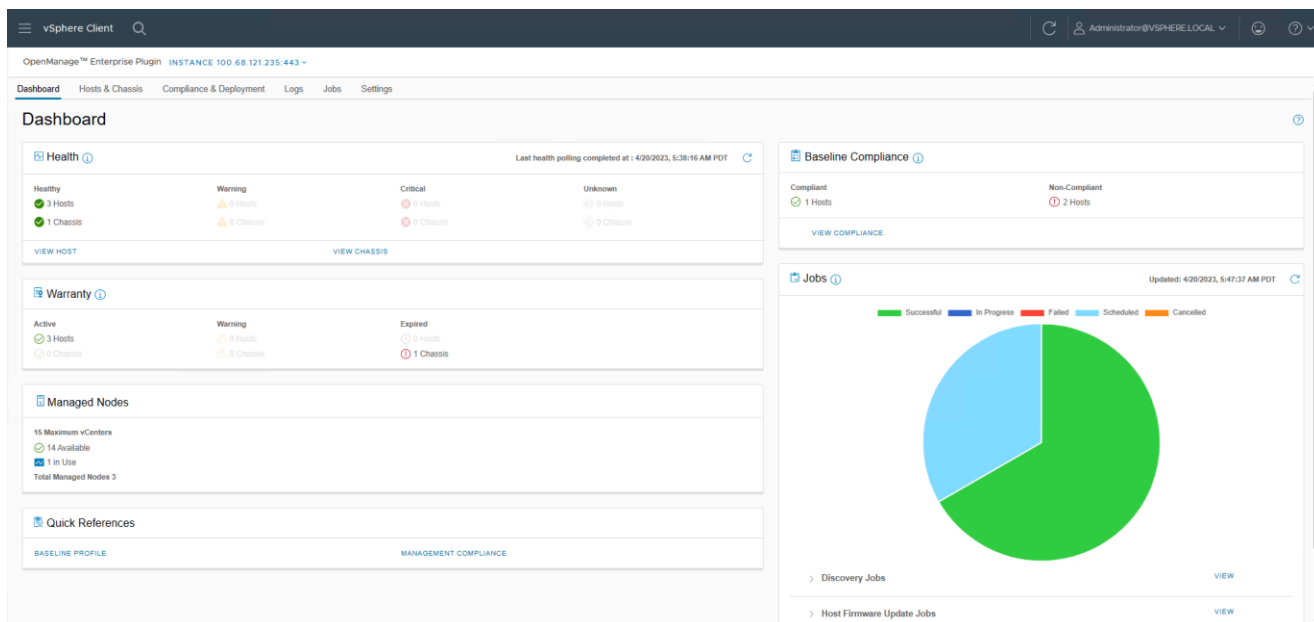 vSphere Client
Administrator@VSPHERE.LOCAL
OpenManage™ Enterprise Plugin INSTANCE 100.68.121.235:443
Dashboard Hosts & Chassis Compliance & Deployment Logs Jobs Settings
Dashboard
Health
Last health polling completed at : 4/20/2023, 5:38:16 AM PDT
Healthy Warning Critical Unknown
3 Hosts 0 Hosts 0 Hosts 0 Hosts
1 Chassis 0 Chassis 0 Chassis 0 Chassis
VIEW HOST VIEW CHASSIS
Warranty
Active Warning Expired
3 Hosts 0 Hosts 0 Hosts
0 Chassis 0 Chassis 1 Chassis
Managed Nodes
15 Maximum vCenters
14 Available
1 in Use
Total Managed Nodes 3
Quick References
BASELINE PROFILE MANAGEMENT COMPLIANCE
Baseline Compliance
Compliant Non-Compliant
1 Hosts 2 Hosts
VIEW COMPLIANCE
Jobs
Updated: 4/20/2023, 5:47:37 AM PDT
Successful In Progress Failed Scheduled Cancelled
Discovery Jobs VIEW
Host Firmware Update Jobs VIEW